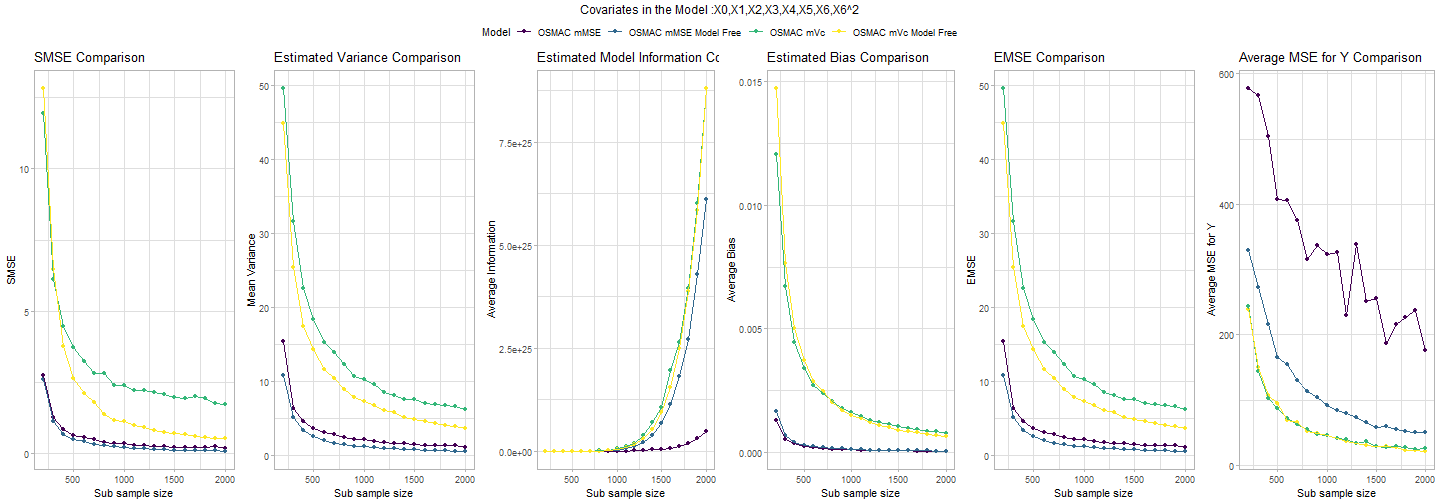 Covariates in the Model :X0,X1,X2,X3,X4,X5,X6,X6^2
Model OSMAC mMSE OSMAC mMSE Model Free OSMAC mVc OSMAC mVc Model Free
SMSE Comparison
SMSE
10
5
0
500 1000 1500 2000
Sub sample size
Estimated Variance Comparison
Mean Variance
50
40
30
20
10
0
500 1000 1500 2000
Sub sample size
Estimated Model Information Co
Average Information
7.5e+25
5.0e+25
2.5e+25
0.0e+00
500 1000 1500 2000
Sub sample size
Estimated Bias Comparison
Average Bias
0.015
0.010
0.005
0.000
500 1000 1500 2000
Sub sample size
EMSE Comparison
EMSE
50
40
30
20
10
0
500 1000 1500 2000
Sub sample size
Average MSE for Y Comparison
Average MSE for Y
600
400
200
0
500 1000 1500 2000
Sub sample size